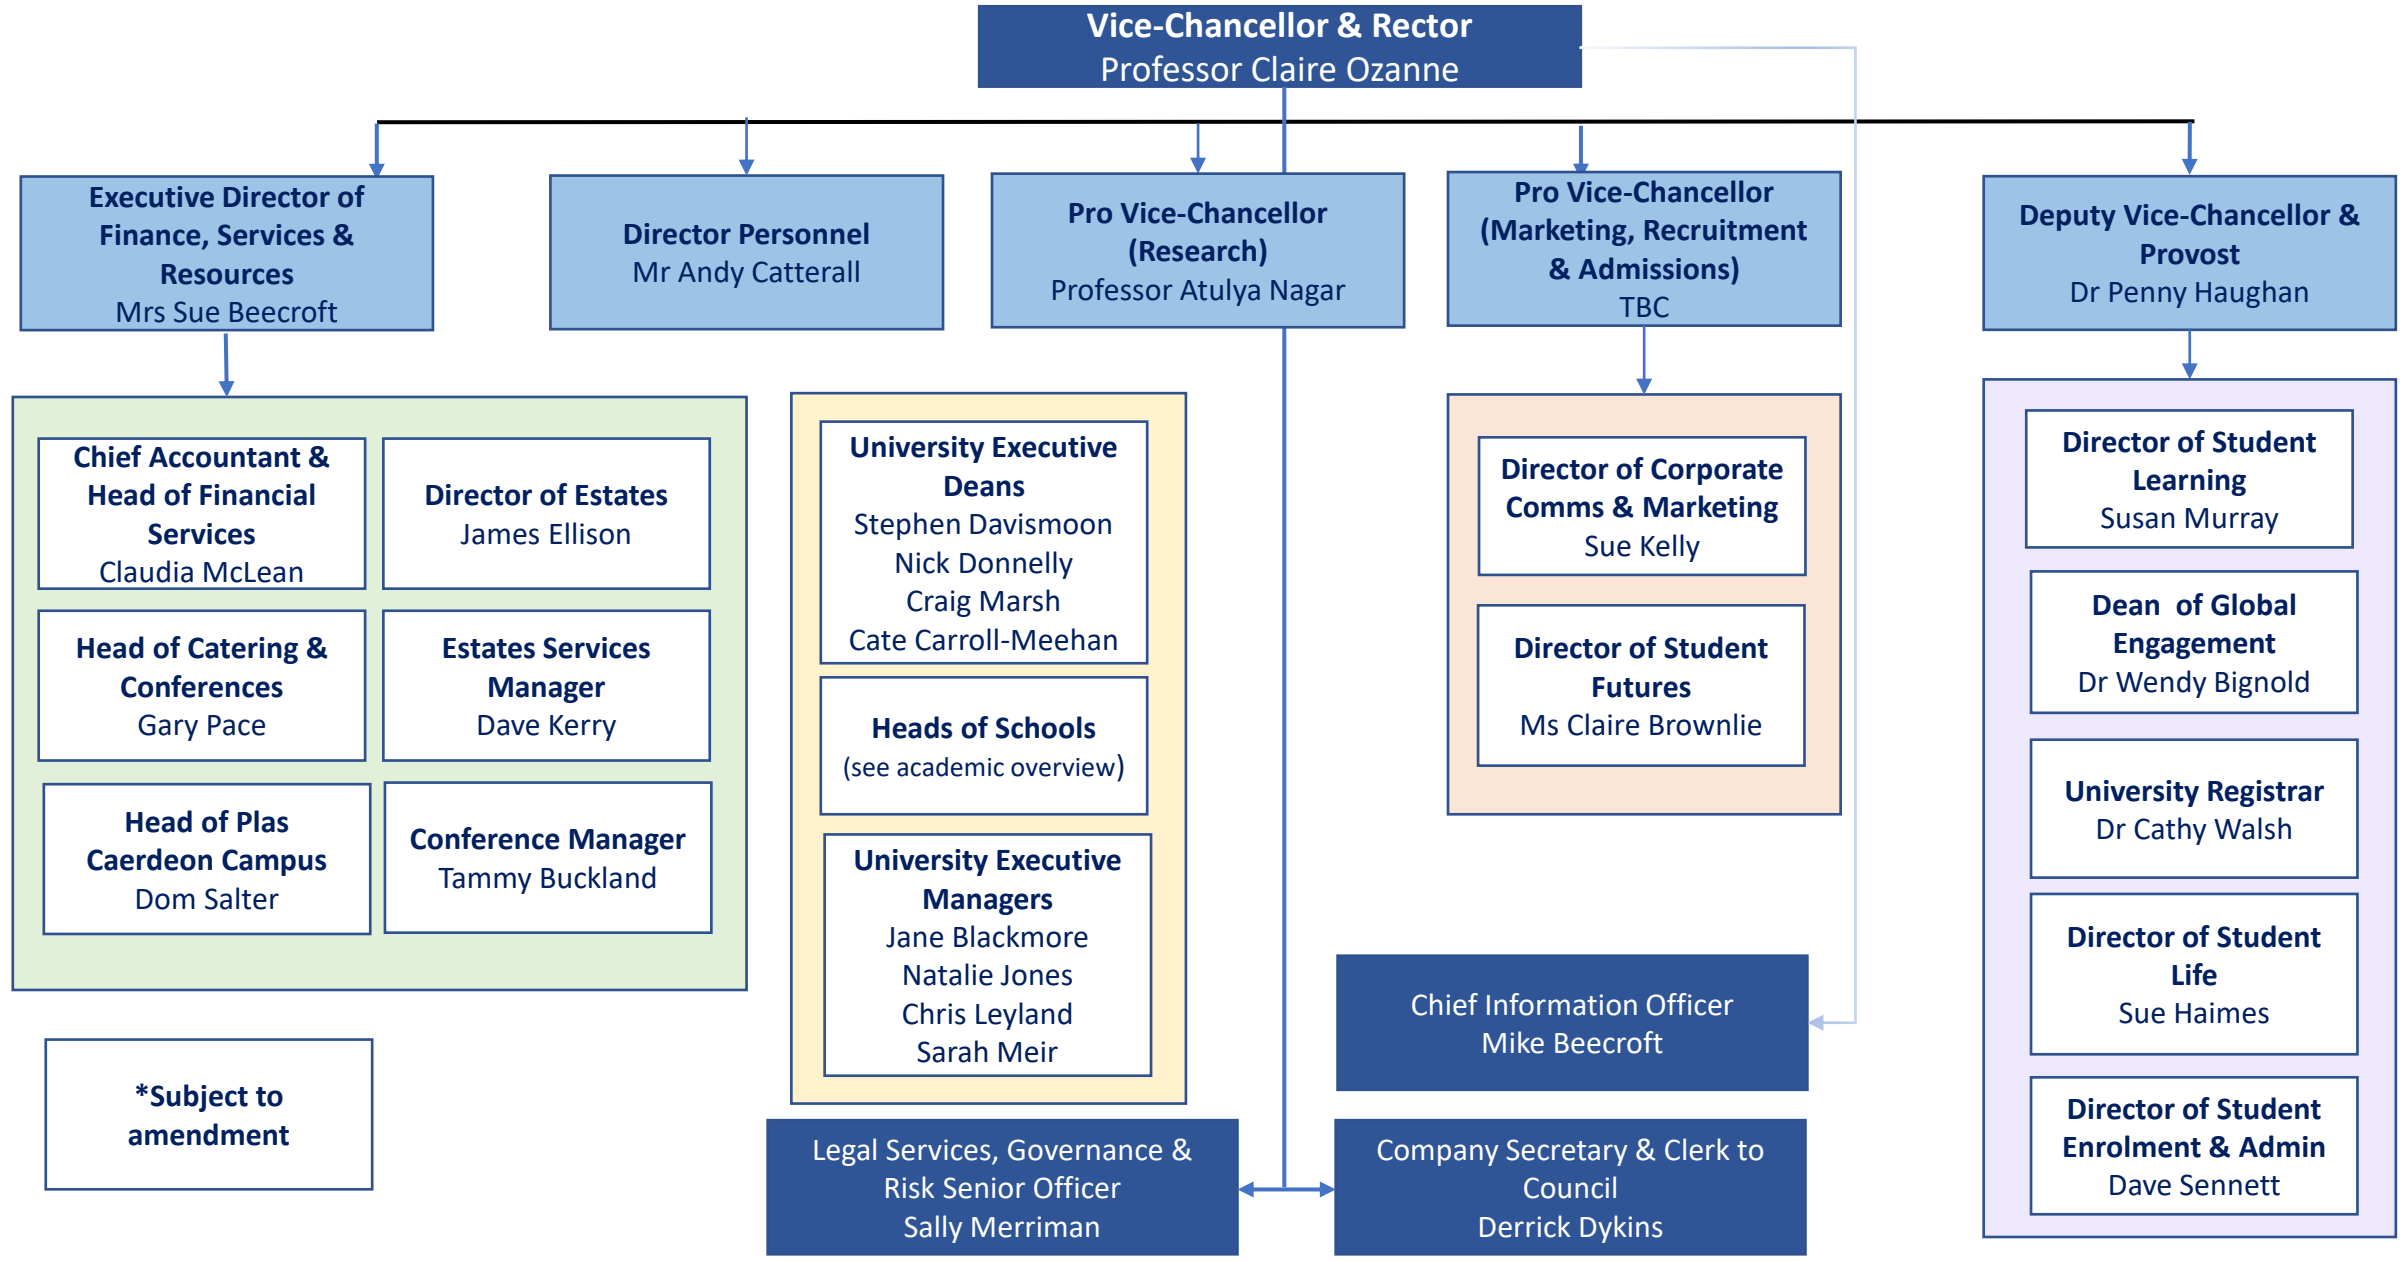 Vice-Chancellor & Rector
Professor Claire Ozanne
Executive Director of
Finance, Services &
Resources
Mrs Sue Beecroft
Director Personnel
Mr Andy Catterall
Pro Vice-Chancellor
(Research)
Professor Atulya Nagar
Pro Vice-Chancellor
(Marketing, Recruitment
& Admissions)
TBC
Deputy Vice-Chancellor &
Provost
Dr Penny Haughan
Chief Accountant &
Head of Financial
Services
Claudia McLean
Director of Estates
James Ellison
Head of Catering &
Conferences
Gary Pace
Estates Services
Manager
Dave Kerry
Head of Plas
Caerdeon Campus
Dom Salter
Conference Manager
Tammy Buckland
*Subject to
amendment
University Executive
Deans
Stephen Davismoon
Nick Donnelly
Craig Marsh
Cate Carroll-Meehan
Heads of Schools
(see academic overview)
University Executive
Managers
Jane Blackmore
Natalie Jones
Chris Leyland
Sarah Meir
Director of Corporate
Comms & Marketing
Sue Kelly
Director of Student
Futures
Ms Claire Brownlie
Chief Information Officer
Mike Beecroft
Legal Services, Governance &
Risk Senior Officer
Sally Merriman
Company Secretary & Clerk to
Council
Derrick Dykins
Director of Student
Learning
Susan Murray
Dean  of Global
Engagement
Dr Wendy Bignold
University Registrar
Dr Cathy Walsh
Director of Student
Life
Sue Haimes
Director of Student
Enrolment & Admin
Dave Sennett